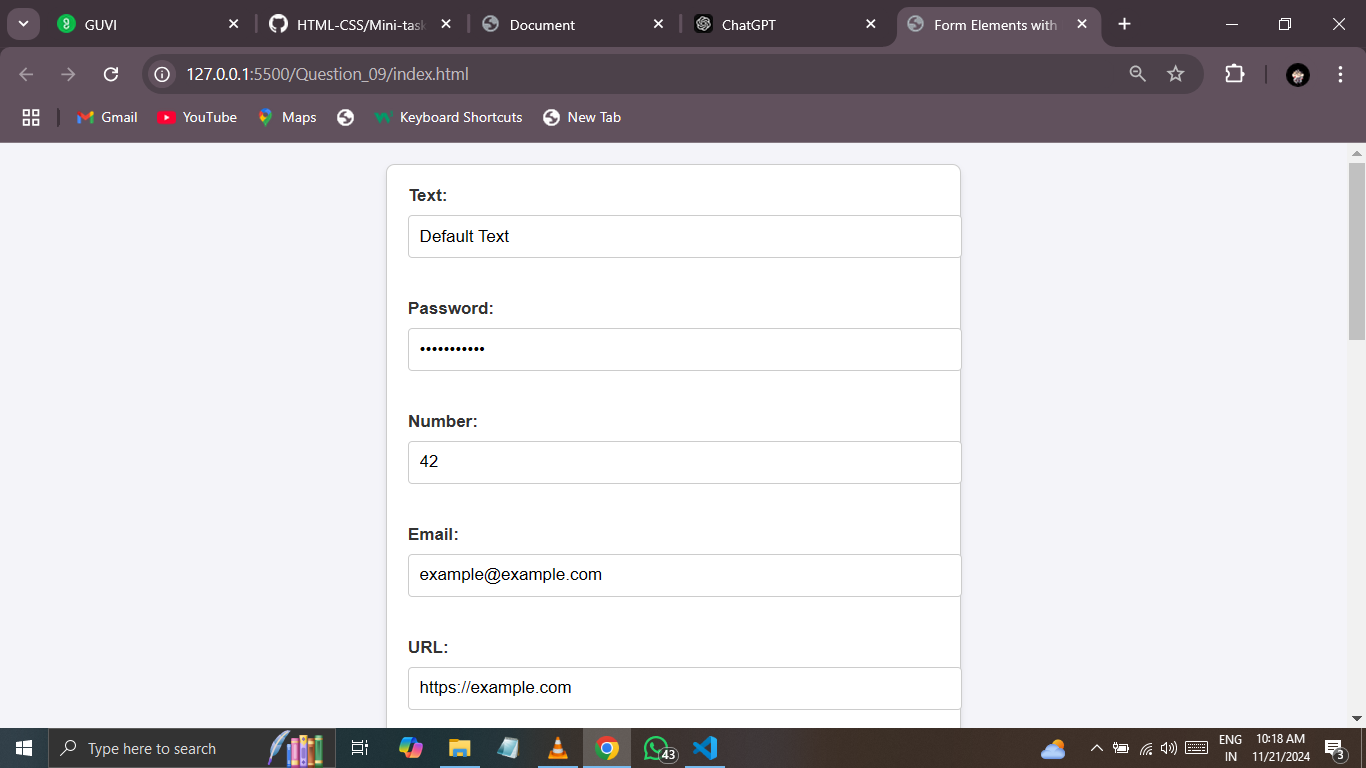 GUVI
HTML-CSS/Mini-task
Document
ChatGPT
Form Elements with
127.0.0.1:5500/Question_09/index.html
Gmail
YouTube
Maps
Keyboard Shortcuts
New Tab
Text:
Default Text
Password:
•••••••••••
Number:
42
Email:
example@example.com
URL:
https://example.com
Type here to search
43
ENG
IN
10:18 AM
11/21/2024
3